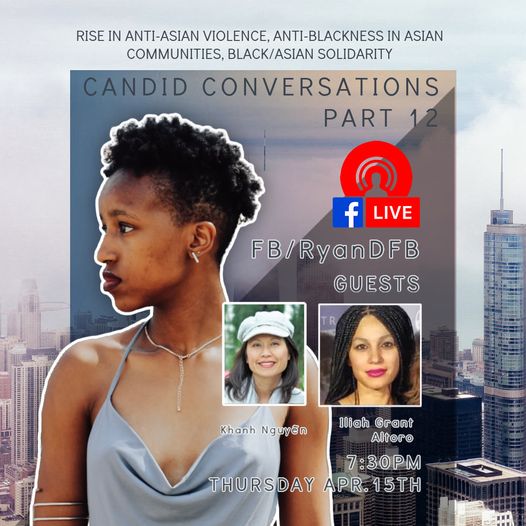 RISE IN ANTI-ASIAN VIOLENCE, ANTI-BLACKNESS IN ASIAN
COMMUNITIES, BLACK/ASIAN SOLIDARITY
CANDID CONVERSATIONS
PART 12
f LIVE
FB/RyanDFB
GUESTS
Khanh Nguyễn
Iliah Grant
Altoro
7:30PM
THURSDAY APR.15TH